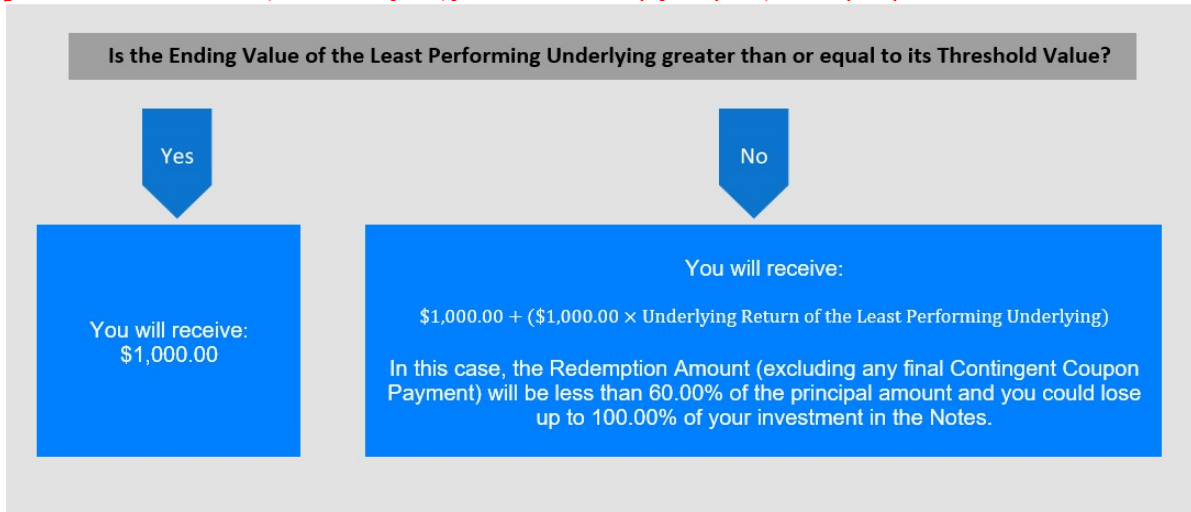 Is the Ending Value of the Least Performing Underlying greater than or equal to its Threshold Value?
Yes
No
You will receive:
$1,000.00
You will receive:
$1,000.00 + ($1,000.00 × Underlying Return of the Least Performing Underlying)
In this case, the Redemption Amount (excluding any final Contingent Coupon
Payment) will be less than 60.00% of the principal amount and you could lose
up to 100.00% of your investment in the Notes.